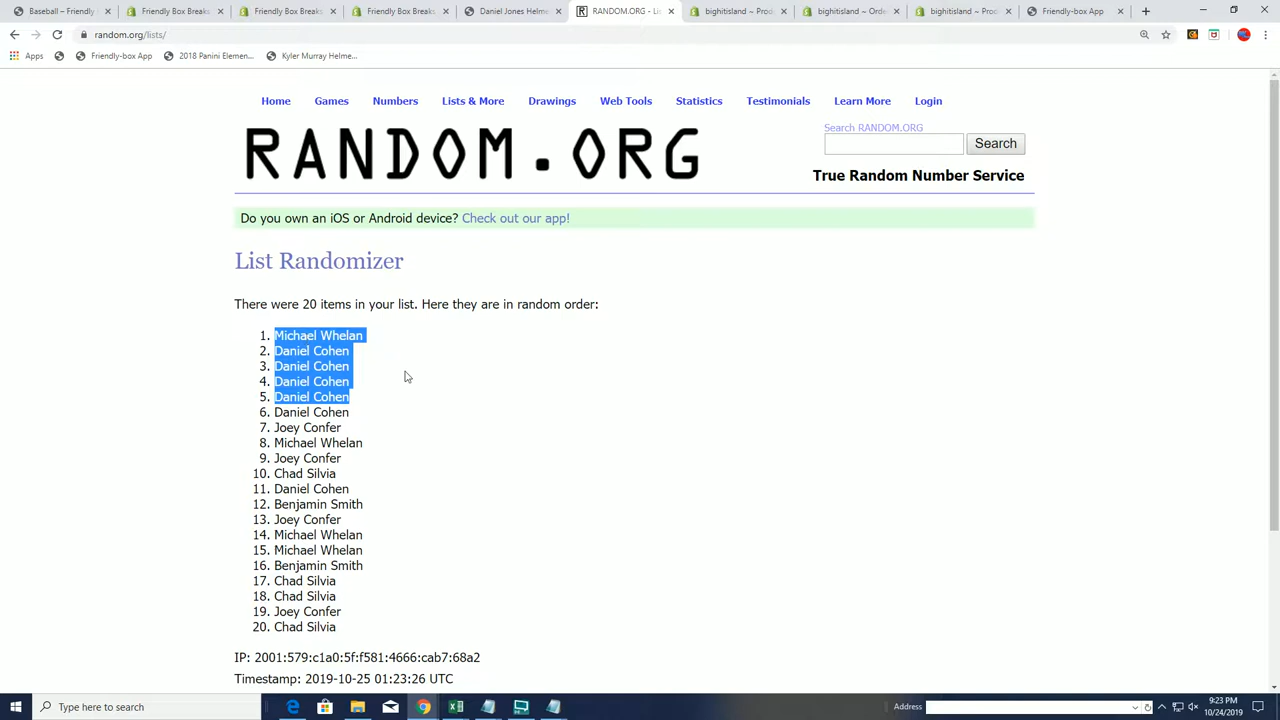 Baseball – Friendly
Friendly Box Breaks
Friendly Box Breaks
Friendly Box Breaks
Daniel Jones Helme
RANDOM.ORG - Li
bighitisland ~ Prod
bighitisland ~ Orde
bighitisland ~ Prod
Friendly-box App
random.org/lists/
Apps
Friendly-box App
2018 Panini Elemen...
Kyler Murray Helme...
Home Games Numbers Lists & More Drawings Web Tools Statistics Testimonials Learn More Login
RANDOM.ORG
Search RANDOM.ORG
Search
True Random Number Service
Do you own an iOS or Android device? Check out our app!
List Randomizer
There were 20 items in your list. Here they are in random order:
1. Michael Whelan
2. Daniel Cohen
3. Daniel Cohen
4. Daniel Cohen
5. Daniel Cohen
6. Daniel Cohen
7. Joey Confer
8. Michael Whelan
9. Joey Confer
10. Chad Silvia
11. Daniel Cohen
12. Benjamin Smith
13. Joey Confer
14. Michael Whelan
15. Michael Whelan
16. Benjamin Smith
17. Chad Silvia
18. Chad Silvia
19. Joey Confer
20. Chad Silvia
IP: 2001:579:c1a0:5f:f581:4666:cab7:68a2
Timestamp: 2019-10-25 01:23:26 UTC
Type here to search
Address
9:23 PM
10/24/2019